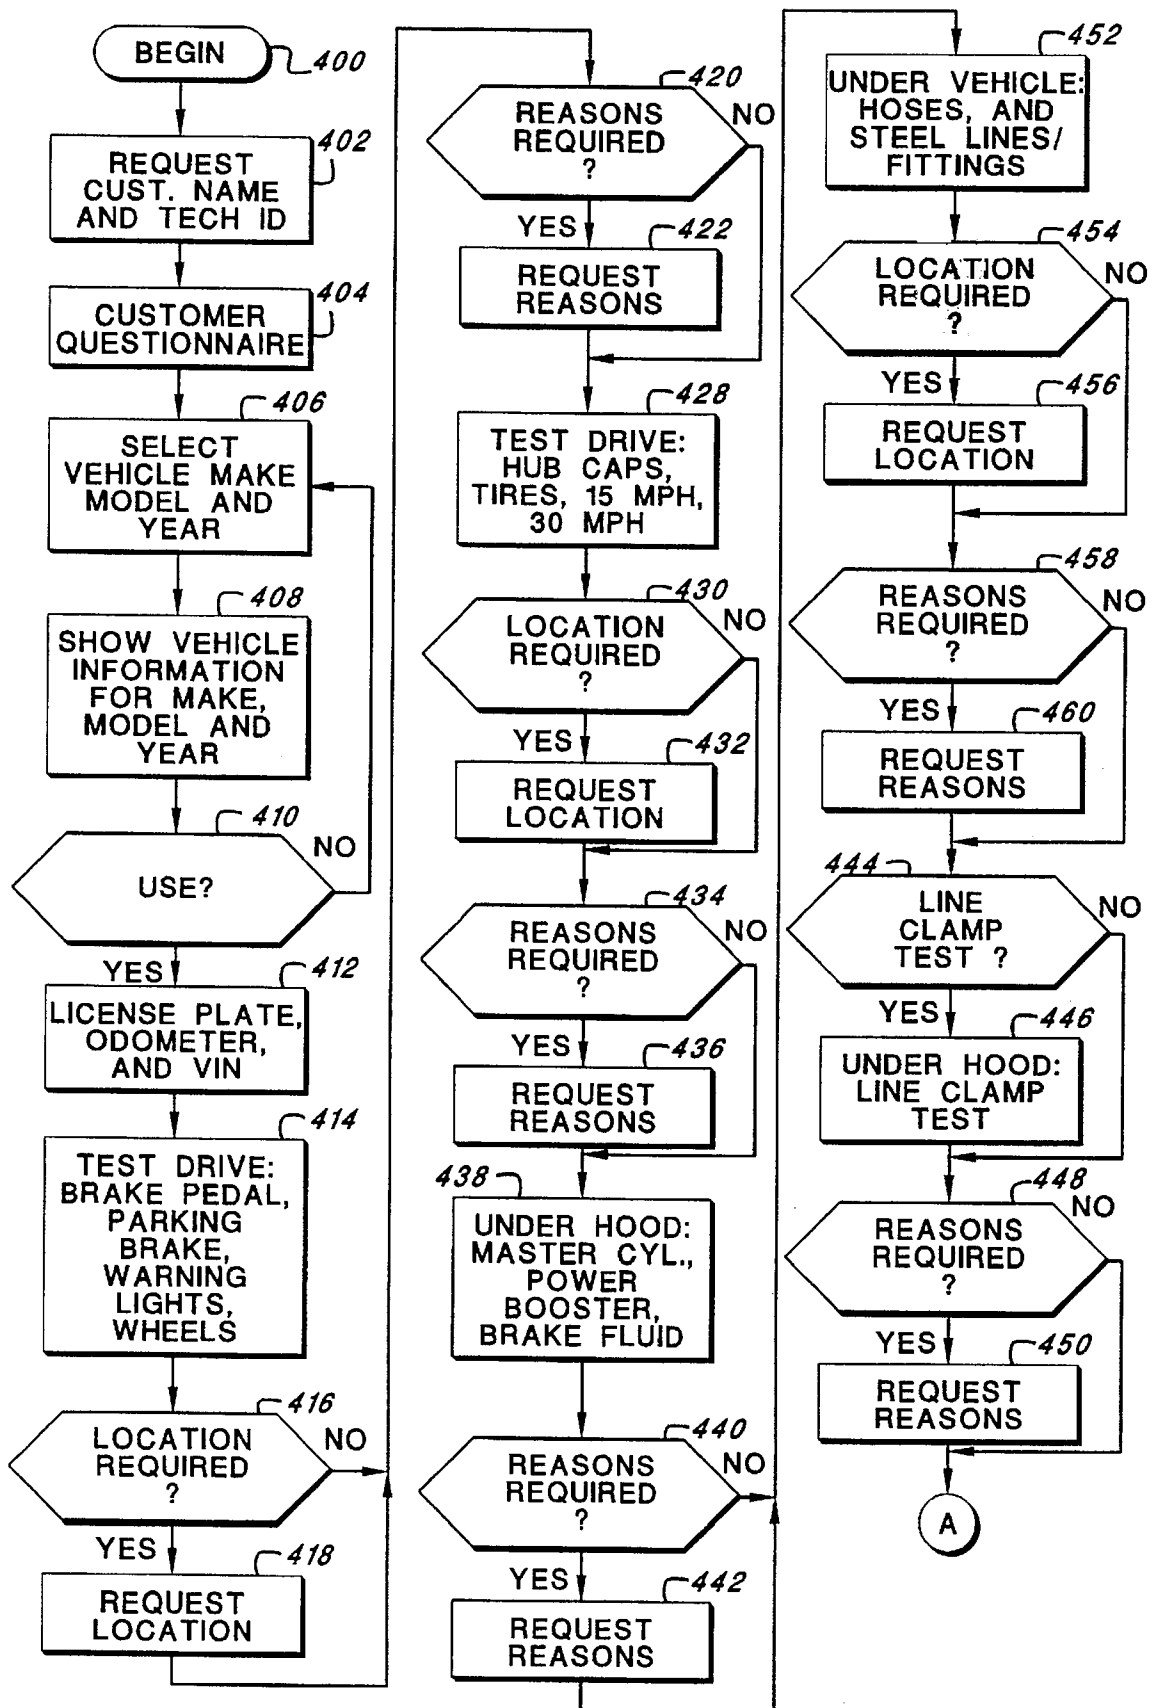 BEGIN
400
402
REQUEST
CUST. NAME
AND TECH ID
404
CUSTOMER
QUESTIONNAIRE
406
SELECT
VEHICLE MAKE
MODEL AND
YEAR
408
SHOW VEHICLE
INFORMATION
FOR MAKE,
MODEL AND
YEAR
410
NO
USE?
YES
412
LICENSE PLATE,
ODOMETER,
AND VIN
414
TEST DRIVE:
BRAKE PEDAL,
PARKING
BRAKE,
WARNING
LIGHTS,
WHEELS
416
LOCATION
REQUIRED
?
NO
YES
418
REQUEST
LOCATION
420
REASONS
REQUIRED
?
NO
YES
422
REQUEST
REASONS
428
TEST DRIVE:
HUB CAPS,
TIRES, 15 MPH,
30 MPH
430
LOCATION
REQUIRED
?
NO
YES
432
REQUEST
LOCATION
434
REASONS
REQUIRED
?
NO
YES
436
REQUEST
REASONS
438
UNDER HOOD:
MASTER CYL.,
POWER
BOOSTER,
BRAKE FLUID
440
REASONS
REQUIRED
?
NO
YES
442
REQUEST
REASONS
452
UNDER VEHICLE:
HOSES, AND
STEEL LINES/
FITTINGS
454
LOCATION
REQUIRED
?
NO
YES
456
REQUEST
LOCATION
458
REASONS
REQUIRED
?
NO
YES
460
REQUEST
REASONS
444
LINE
CLAMP
TEST ?
NO
YES
446
UNDER HOOD:
LINE CLAMP
TEST
448
REASONS
REQUIRED
?
NO
YES
450
REQUEST
REASONS
A